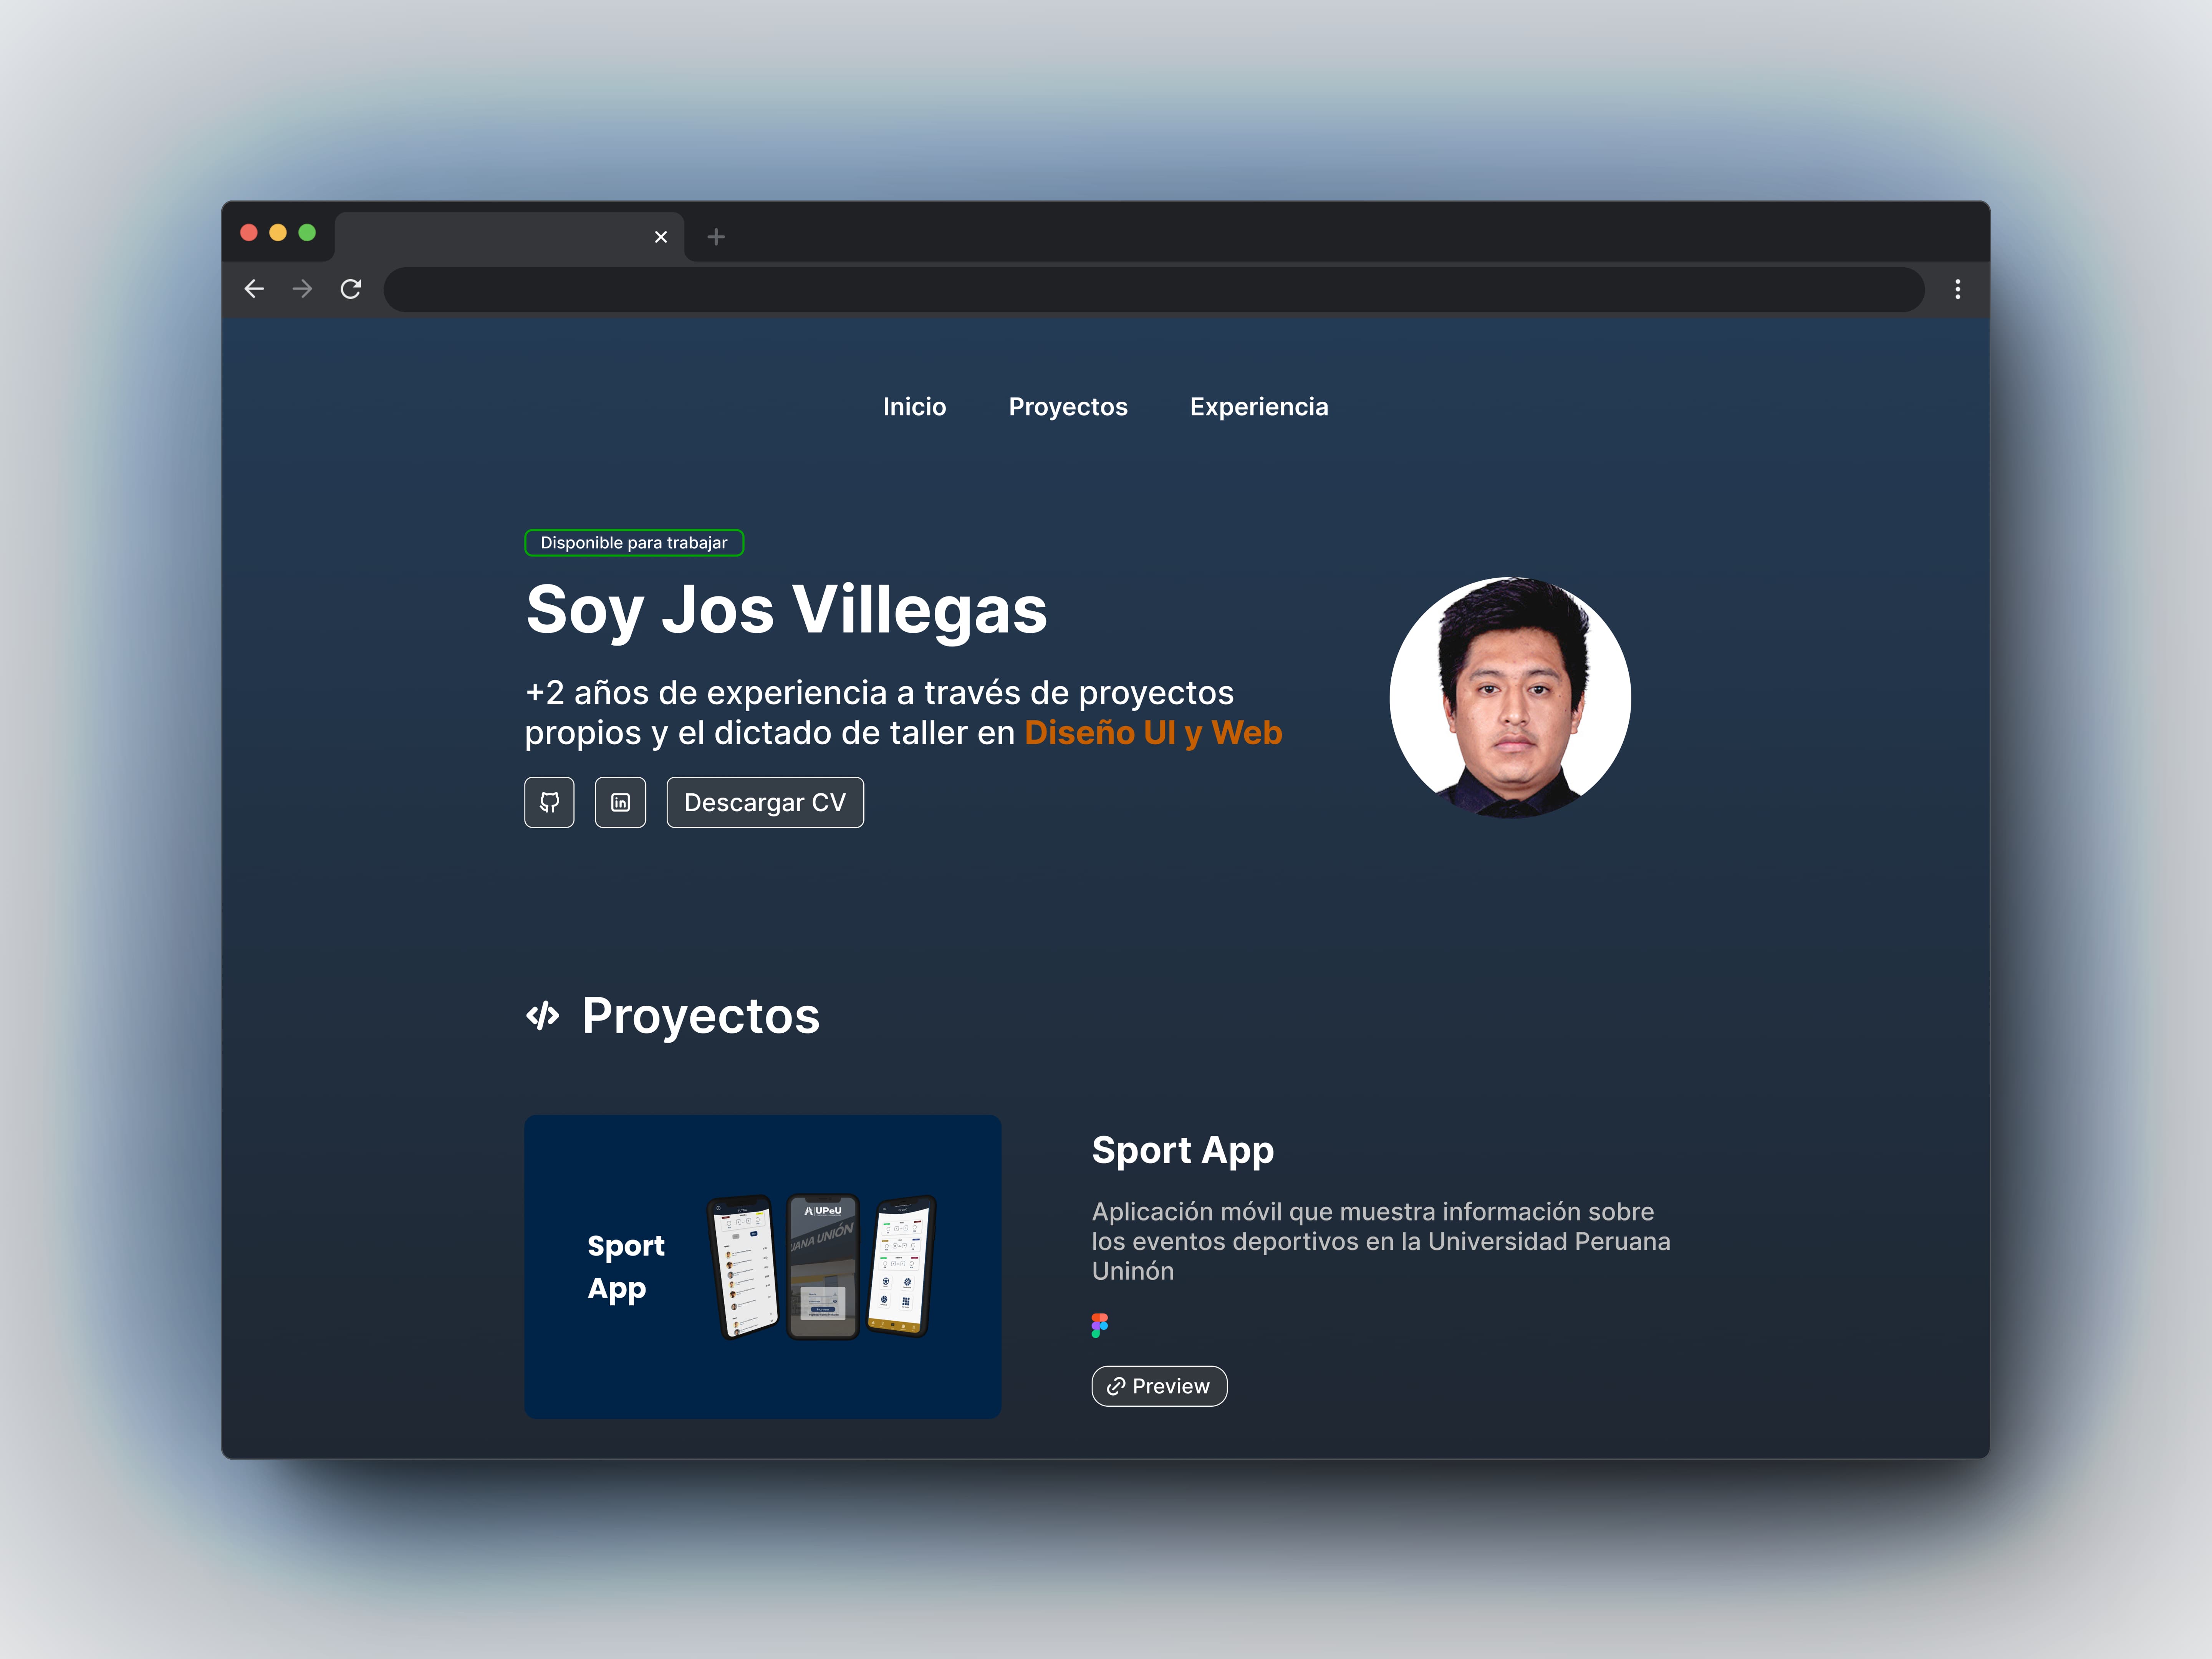 Inicio Proyectos Experiencia
Disponible para trabajar
Soy Jos Villegas
+2 años de experiencia a través de proyectos
propios y el dictado de taller en Diseño UI y Web
in
Descargar CV
</> Proyectos
Sport
App
UPeU
UANA UNIÓN
Sport App
Aplicación móvil que muestra información sobre
los eventos deportivos en la Universidad Peruana
Uninón
Preview